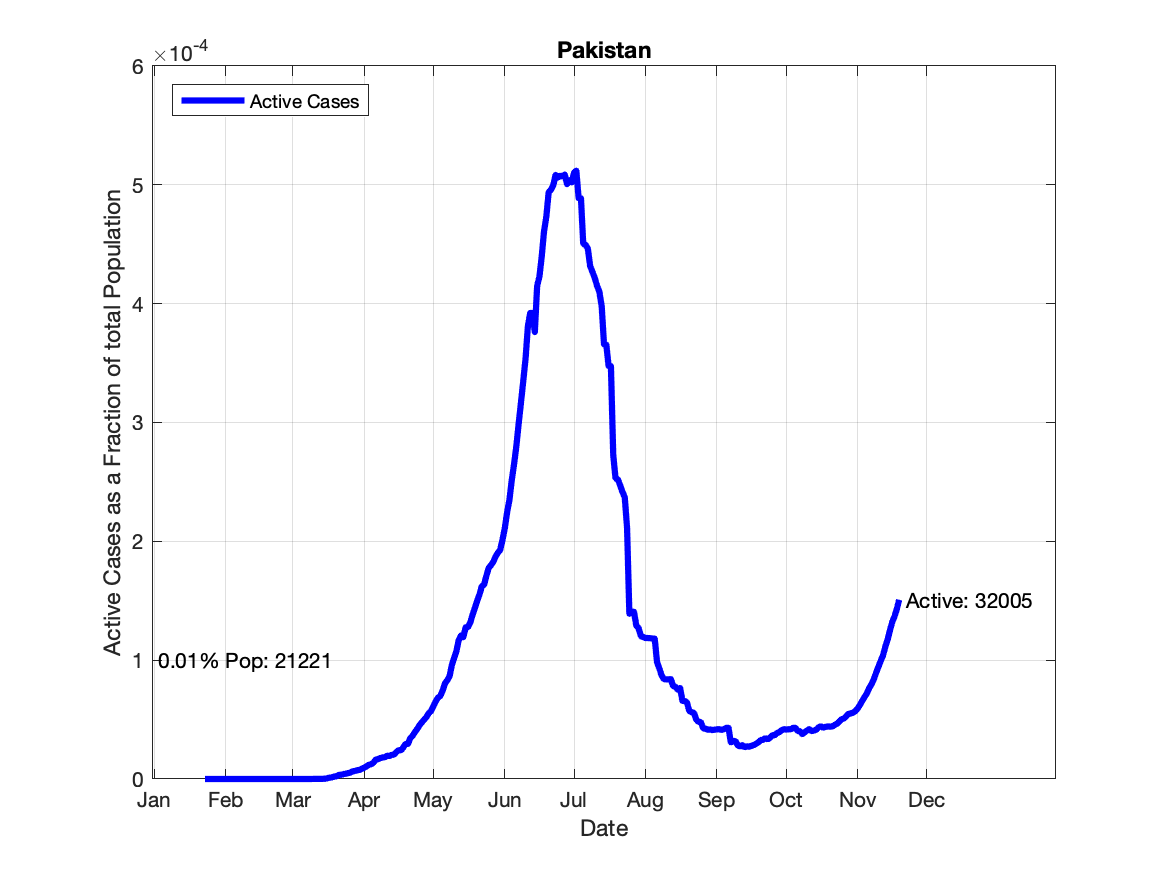 Pakistan
×10-4
6
5
4
3
2
1
0
Active Cases
Active Cases as a Fraction of total Population
0.01% Pop: 21221
Active: 32005
Jan Feb Mar Apr May Jun Jul Aug Sep Oct Nov Dec
Date